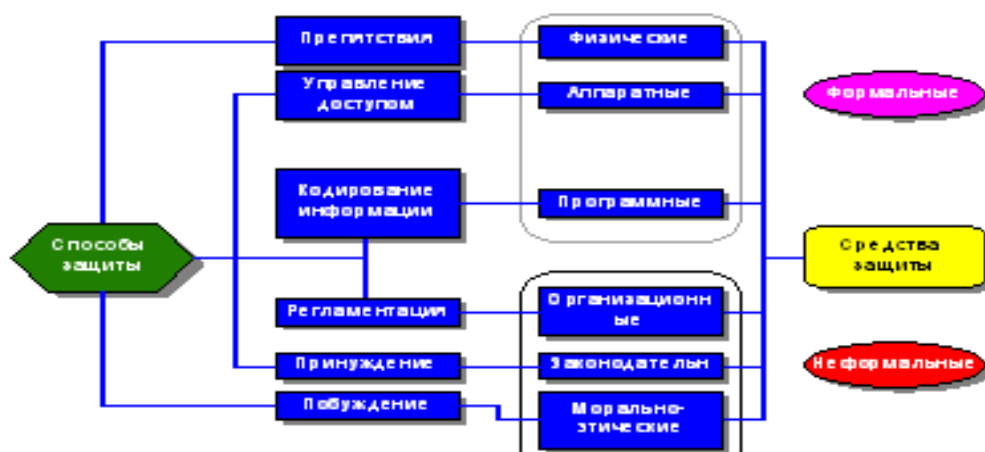 Препятствия
Физические
Управление
доступом
Аппаратные
Формальные
Кодирование
информации
Программные
Способы
защиты
Средства
защиты
Регламентация
Организационн
ые
Принуждение
Законодательн
Неформальные
Побуждение
Морально-
этические